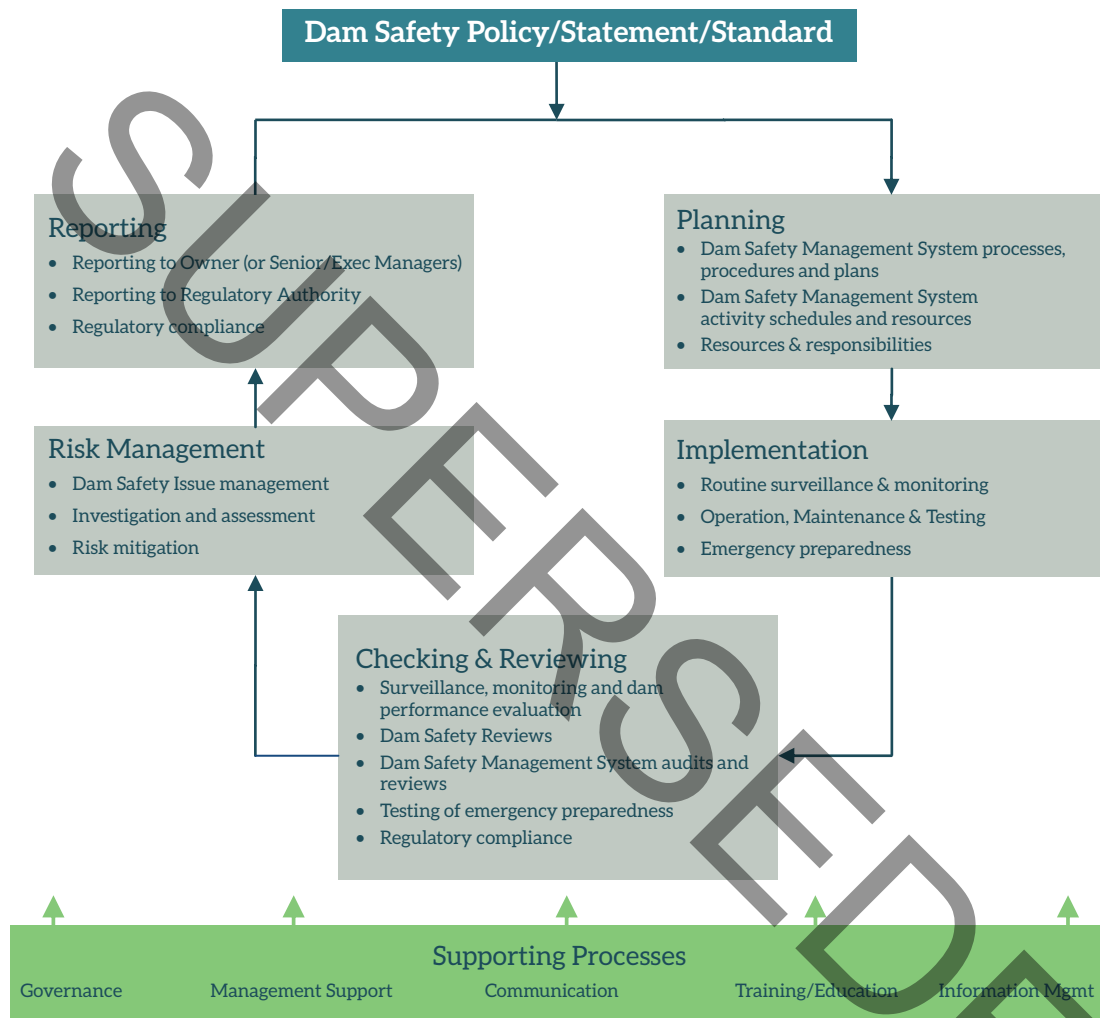 Dam Safety Policy/Statement/Standard
Reporting
• Reporting to Owner (or Senior/Exec Managers)
• Reporting to Regulatory Authority
• Regulatory compliance
Planning
• Dam Safety Management System processes,
procedures and plans
• Dam Safety Management System
activity schedules and resources
• Resources & responsibilities
Risk Management
• Dam Safety Issue management
• Investigation and assessment
• Risk mitigation
Implementation
• Routine surveillance & monitoring
• Operation, Maintenance & Testing
• Emergency preparedness
Checking & Reviewing
• Surveillance, monitoring and dam
performance evaluation
• Dam Safety Reviews
• Dam Safety Management System audits and
reviews
• Testing of emergency preparedness
• Regulatory compliance
Supporting Processes
Governance
Management Support
Communication
Training/Education
Information Mgmt
SUPERSEDE